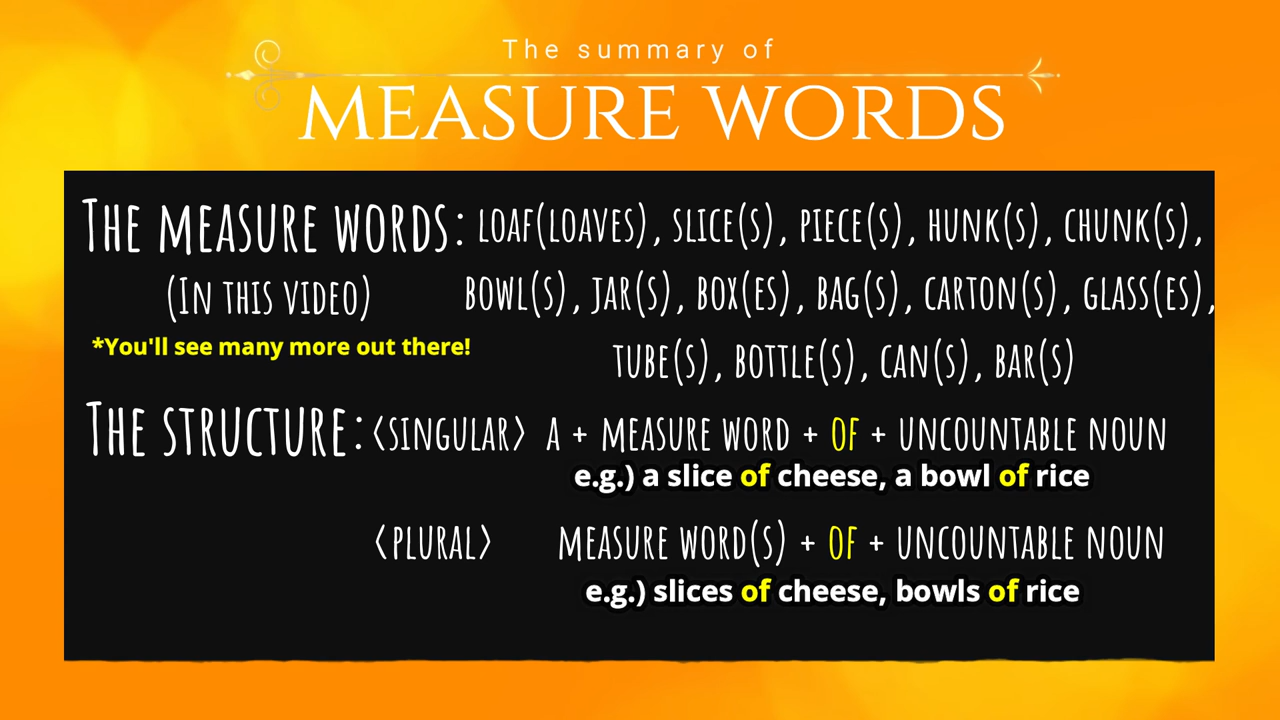 The summary of
MEASURE WORDS
The measure words: loaf(loaves), slice(s), piece(s), hunk(s), chunk(s),
(In this video) bowl(s), jar(s), box(es), bag(s), carton(s), glass(es),
*You'll see many more out there! tube(s), bottle(s), can(s), bar(s)
The structure: <singular> a + measure word + of + uncountable noun
e.g.) a slice of cheese, a bowl of rice
<plural> measure word(s) + of + uncountable noun
e.g.) slices of cheese, bowls of rice